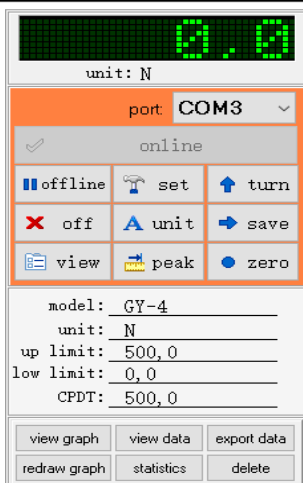 0.0
unit: N
port: COM3
online
offline set turn
off unit save
view peak zero
model: GY-4
unit: N
up limit: 500,0
low limit: 0,0
CPDT: 500,0
view graph view data export data
redraw graph statistics delete